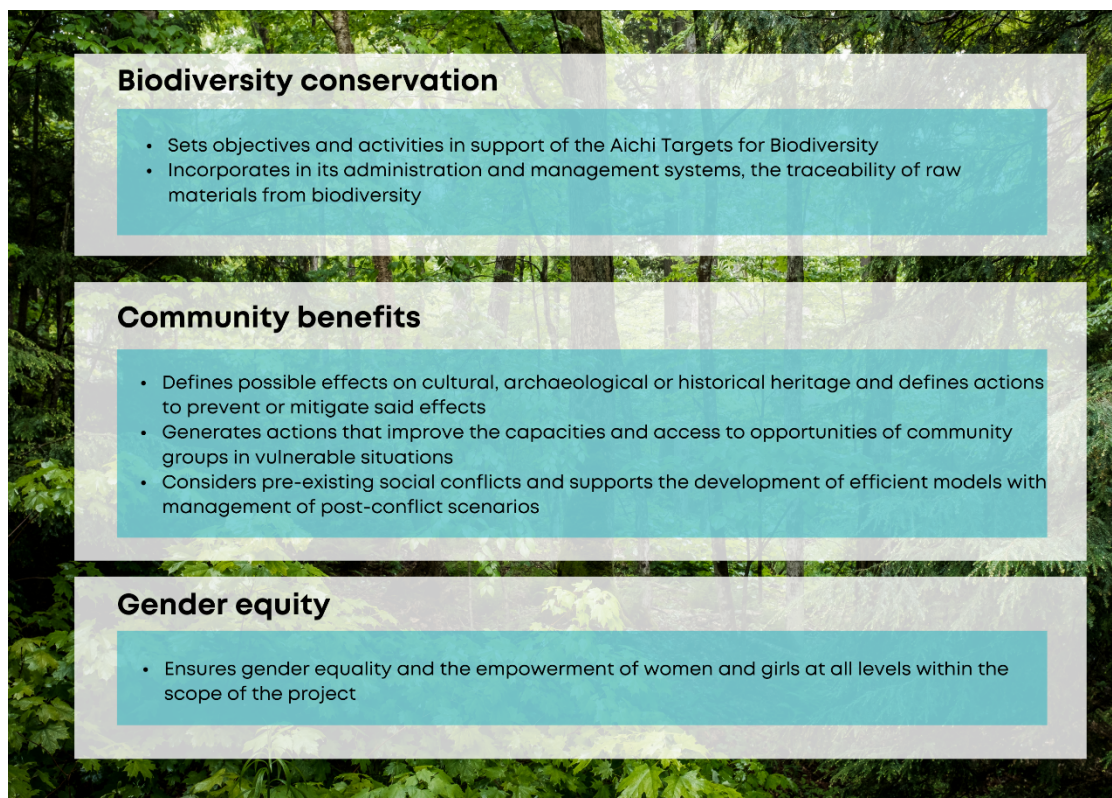 Biodiversity conservation
• Sets objectives and activities in support of the Aichi Targets for Biodiversity
• Incorporates in its administration and management systems, the traceability of raw
materials from biodiversity
Community benefits
• Defines possible effects on cultural, archaeological or historical heritage and defines actions
to prevent or mitigate said effects
• Generates actions that improve the capacities and access to opportunities of community
groups in vulnerable situations
• Considers pre-existing social conflicts and supports the development of efficient models with
management of post-conflict scenarios
Gender equity
• Ensures gender equality and the empowerment of women and girls at all levels within the
scope of the project